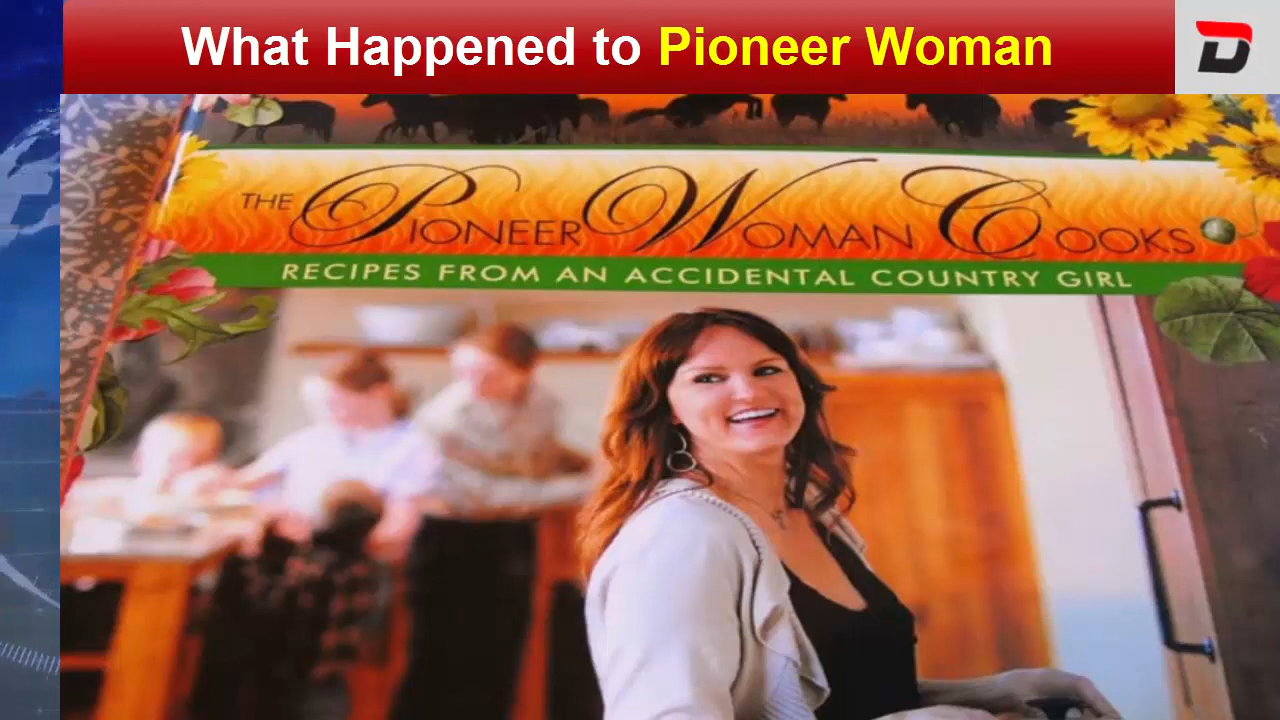 What Happened to Pioneer Woman
THE PIONEER WOMAN COOKS
RECIPES FROM AN ACCIDENTAL COUNTRY GIRL